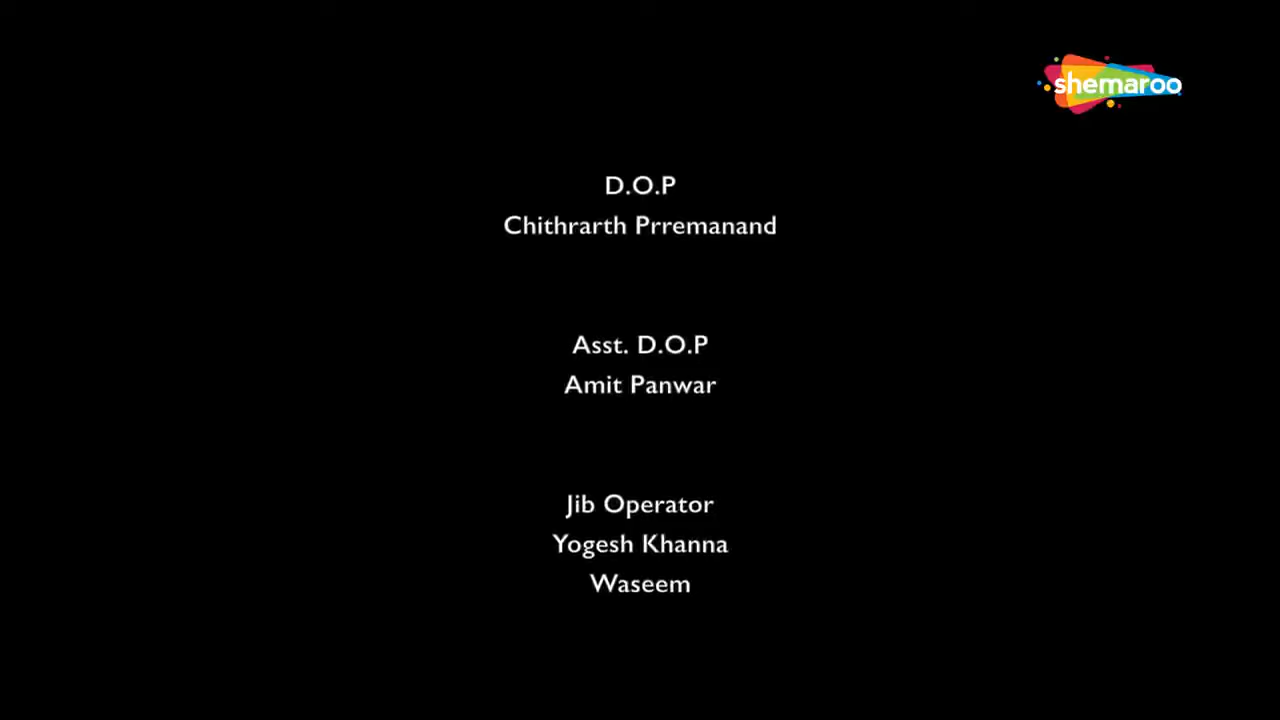 shemaroo
D.O.P
Chithrarth Prremanand
Asst. D.O.P
Amit Panwar
Jib Operator
Yogesh Khanna
Waseem